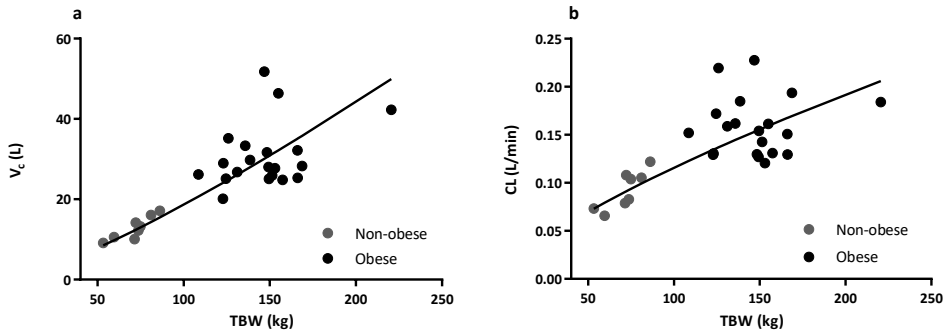 a
60
40
20
0
V_c (L)
50 100 150 200 250
TBW (kg)
Non-obese
Obese
b
0.25
0.20
0.15
0.10
0.05
0.00
CL (L/min)
50 100 150 200 250
TBW (kg)
Non-obese
Obese